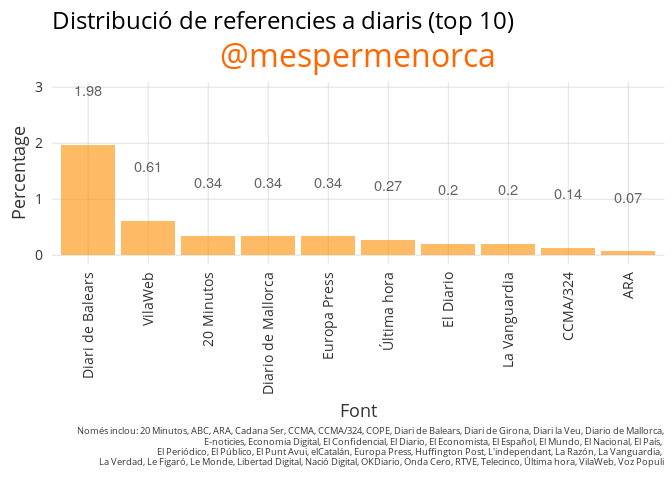 Distribució de referencies a diaris (top 10)
@mespermenorca
Percentage
3
2
1
0
1.98
0.61
0.34
0.34
0.34
0.27
0.2
0.2
0.14
0.07
Diari de Balears
VilaWeb
20 Minutos
Diario de Mallorca
Europa Press
Última hora
El Diario
La Vanguardia
CCMA/324
ARA
Font
Només inclou: 20 Minutos, ABC, ARA, Cadana Ser, CCMA, CCMA/324, COPE, Diari de Balears, Diari de Girona, Diari la Veu, Diario de Mallorca,
E-noticies, Economia Digital, El Confidencial, El Diario, El Economista, El Español, El Mundo, El Nacional, El País,
El Periódico, El Público, El Punt Avui, elCatalán, Europa Press, Huffington Post, L'independant, La Razón, La Vanguardia,
La Verdad, Le Figaró, Le Monde, Libertad Digital, Nació Digital, OKDiario, Onda Cero, RTVE, Telecinco, Última hora, VilaWeb, Voz Populi